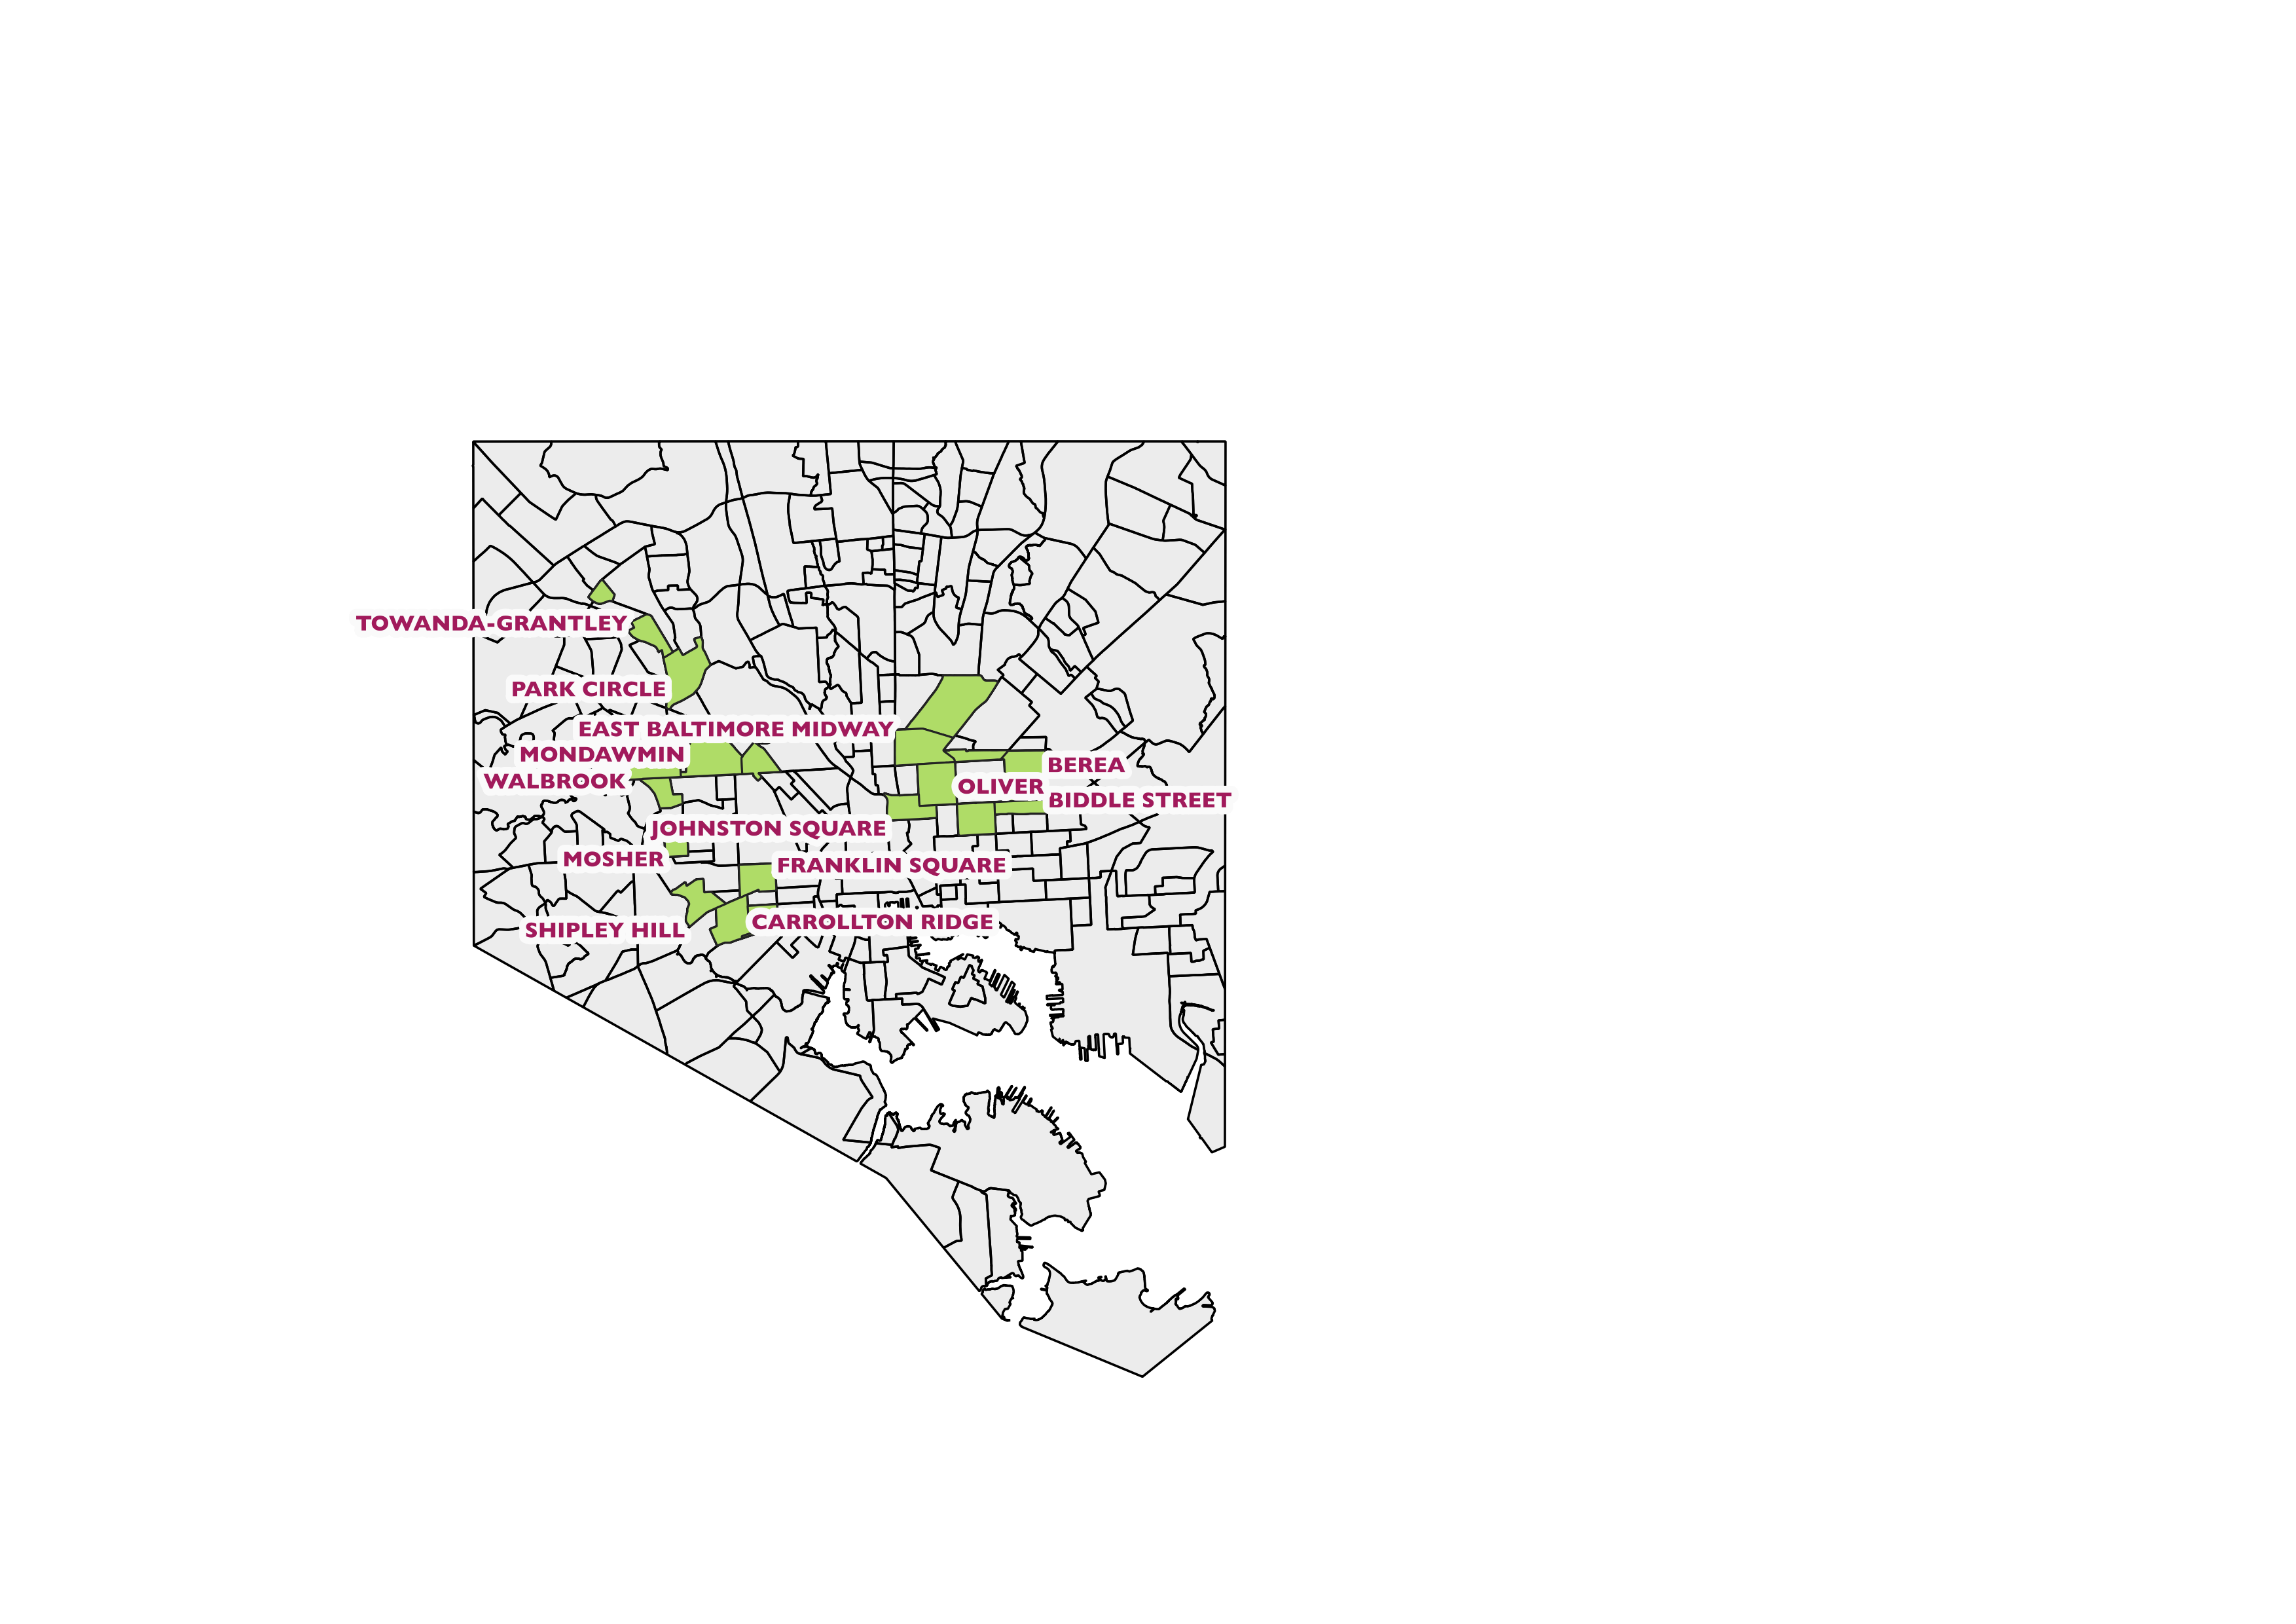 TOWANDA-GRANTLEY
PARK CIRCLE
EAST BALTIMORE MIDWAY
MONDAWMIN
BEREA
WALBROOK
OLIVER
BIDDLE STREET
JOHNSTON SQUARE
MOSHER
FRANKLIN SQUARE
CARROLLTON RIDGE
SHIPLEY HILL